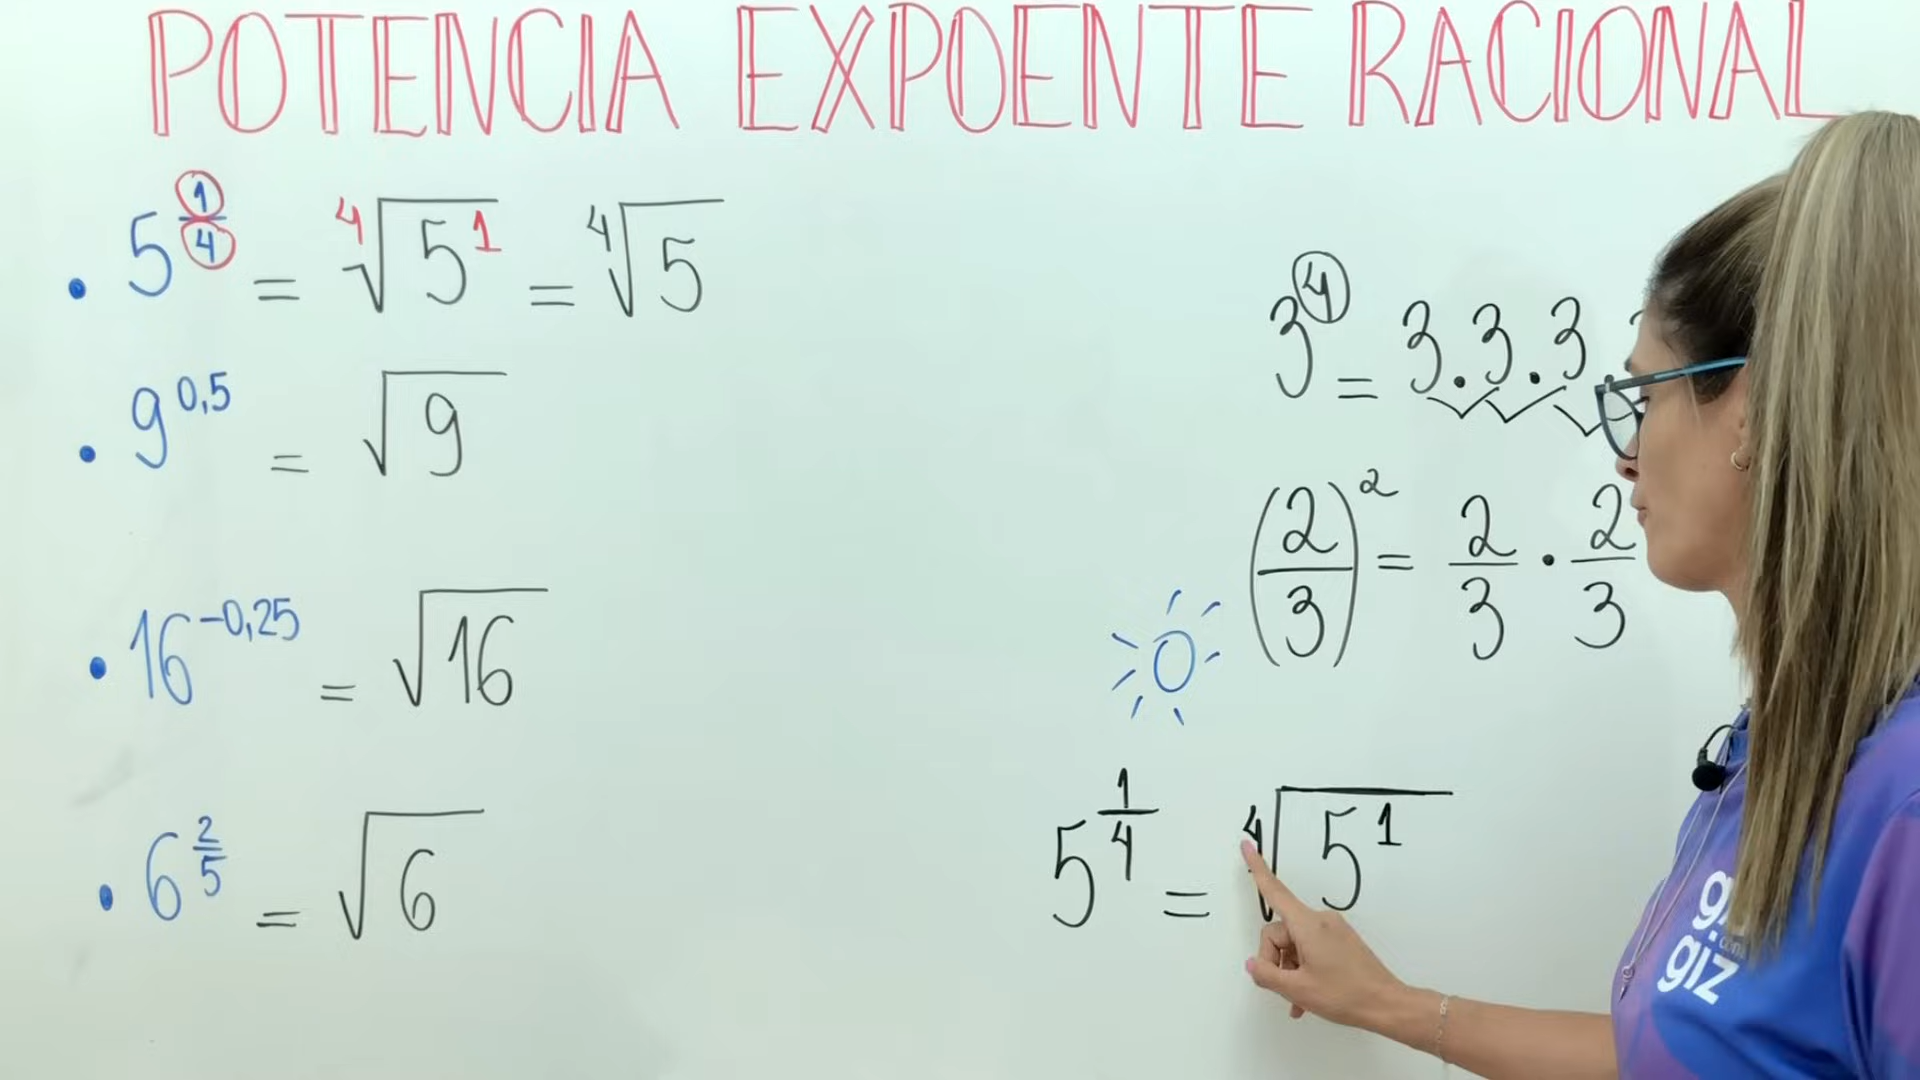 POTENCIA EXPOENTE RACIONAL
• 5^(1/4) = ⁴√5¹ = ⁴√5
• 9^0,5 = √9
• 16^-0,25 = √16
• 6^(2/5) = √6
3⁴ = 3.3.3
(2/3)² = 2/3 · 2/3
5^(1/4) = ⁴√5¹
giz